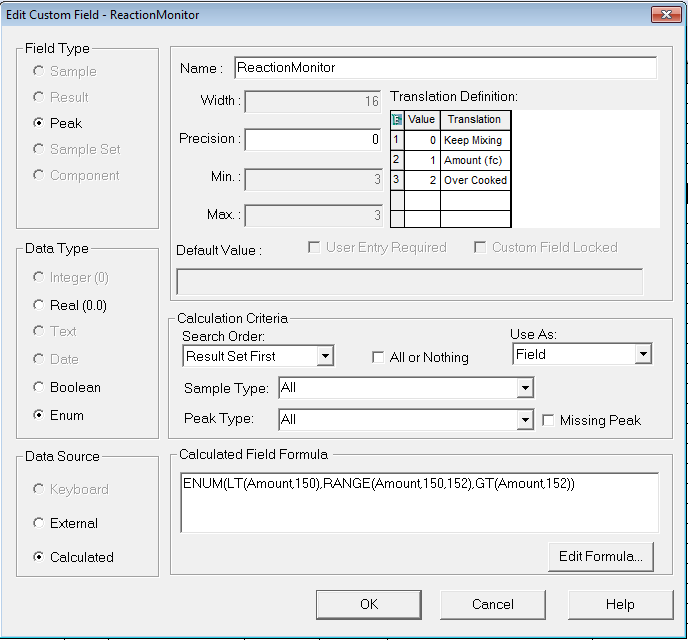 Edit Custom Field - ReactionMonitor
Field Type
Sample
Result
Peak
Sample Set
Component
Data Type
Integer (0)
Real (0.0)
Text
Date
Boolean
Enum
Data Source
Keyboard
External
Calculated
Name : ReactionMonitor
Width : 16
Precision : 0
Min. : 3
Max. : 3
Translation Definition:
Value Translation
1 0 Keep Mixing
2 1 Amount (fc)
3 2 Over Cooked
Default Value :
User Entry Required
Custom Field Locked
Calculation Criteria
Search Order:
Result Set First
All or Nothing
Use As:
Field
Sample Type: All
Peak Type: All
Missing Peak
Calculated Field Formula
ENUM(LT(Amount,150),RANGE(Amount,150,152),GT(Amount,152))
Edit Formula...
OK
Cancel
Help